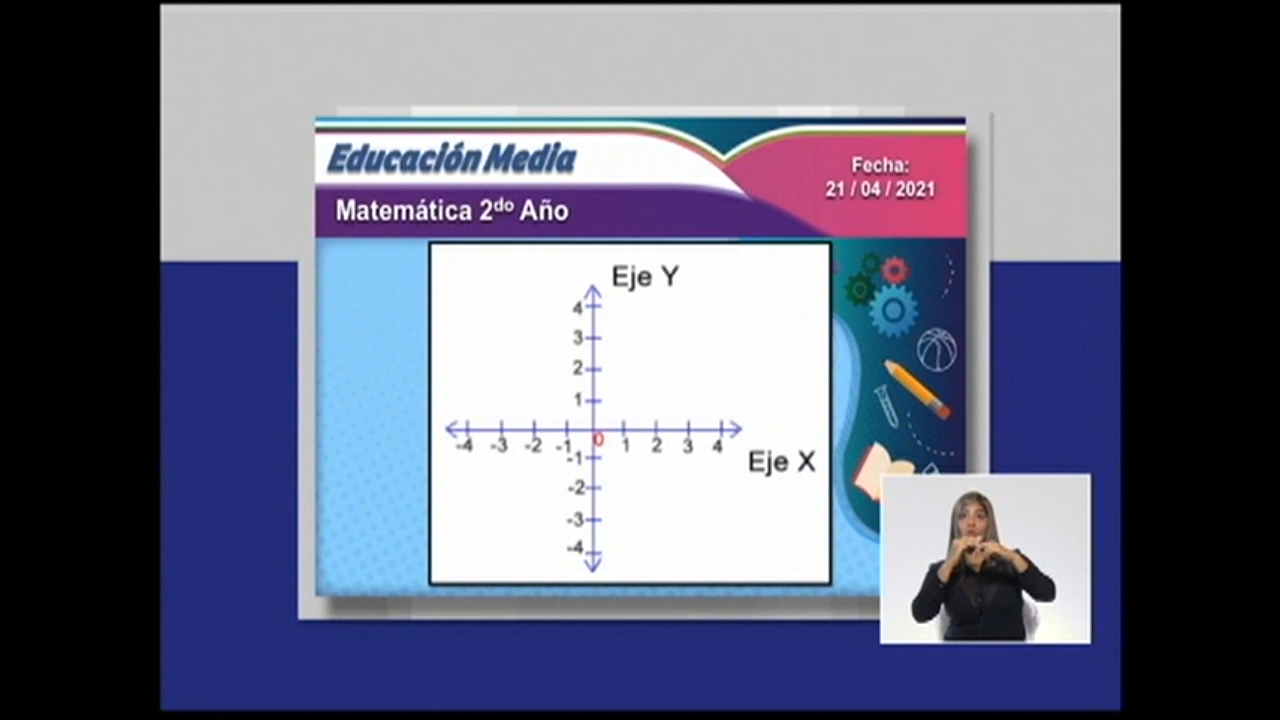 Educación Media
Fecha:
21 / 04 / 2021
Matemática 2do Año
Eje Y
4
3
2
1
-4 -3 -2 -1 0 1 2 3 4
Eje X
-1
-2
-3
-4